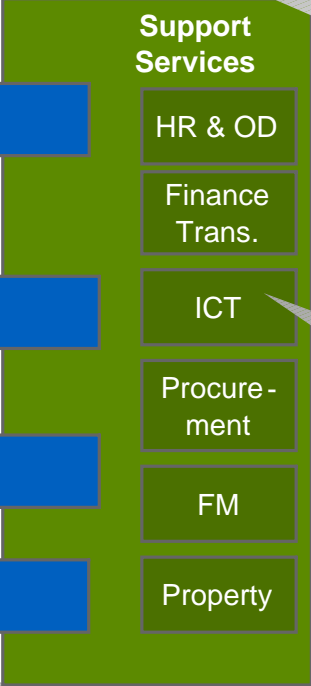 Support
Services
HR & OD
Finance
Trans.
ICT
Procure-
ment
FM
Property